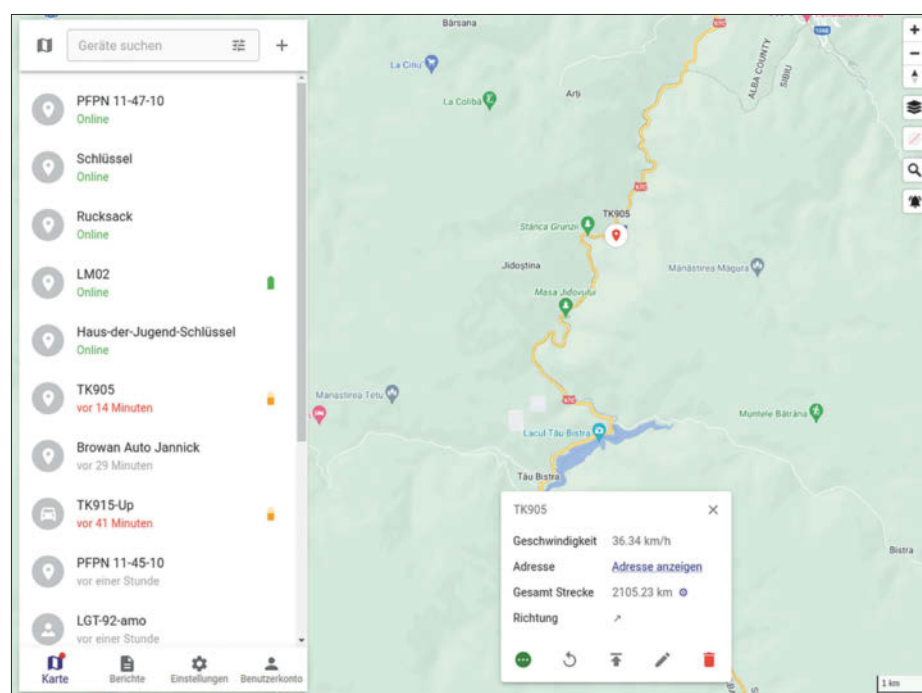 Geräte suchen
PFPN 11-47-10
Online
Schlüssel
Online
Rucksack
Online
LM02
Online
Haus-der-Jugend-Schlüssel
Online
TK905
vor 14 Minuten
Browan Auto Jannick
vor 29 Minuten
TK915-Up
vor 41 Minuten
PFPN 11-45-10
vor einer Stunde
LGT-92-amo
vor einer Stunde
Karte
Berichte
Einstellungen
Benutzerkonto
Bârsana
La Criru
La Colibă
Arți
ALBA COUNTY
SIBIU
TK905
Stânca Grunzii
Jidoștina
Mănăstirea Măgura
Masa Jidovului
Manastirea Tetu
Lacul Tău Bistra
Muntele Bătrâna
Tău Bistra
Bistra
TK905
Geschwindigkeit 36.34 km/h
Adresse Adresse anzeigen
Gesamt Strecke 2105.23 km
Richtung
1 km